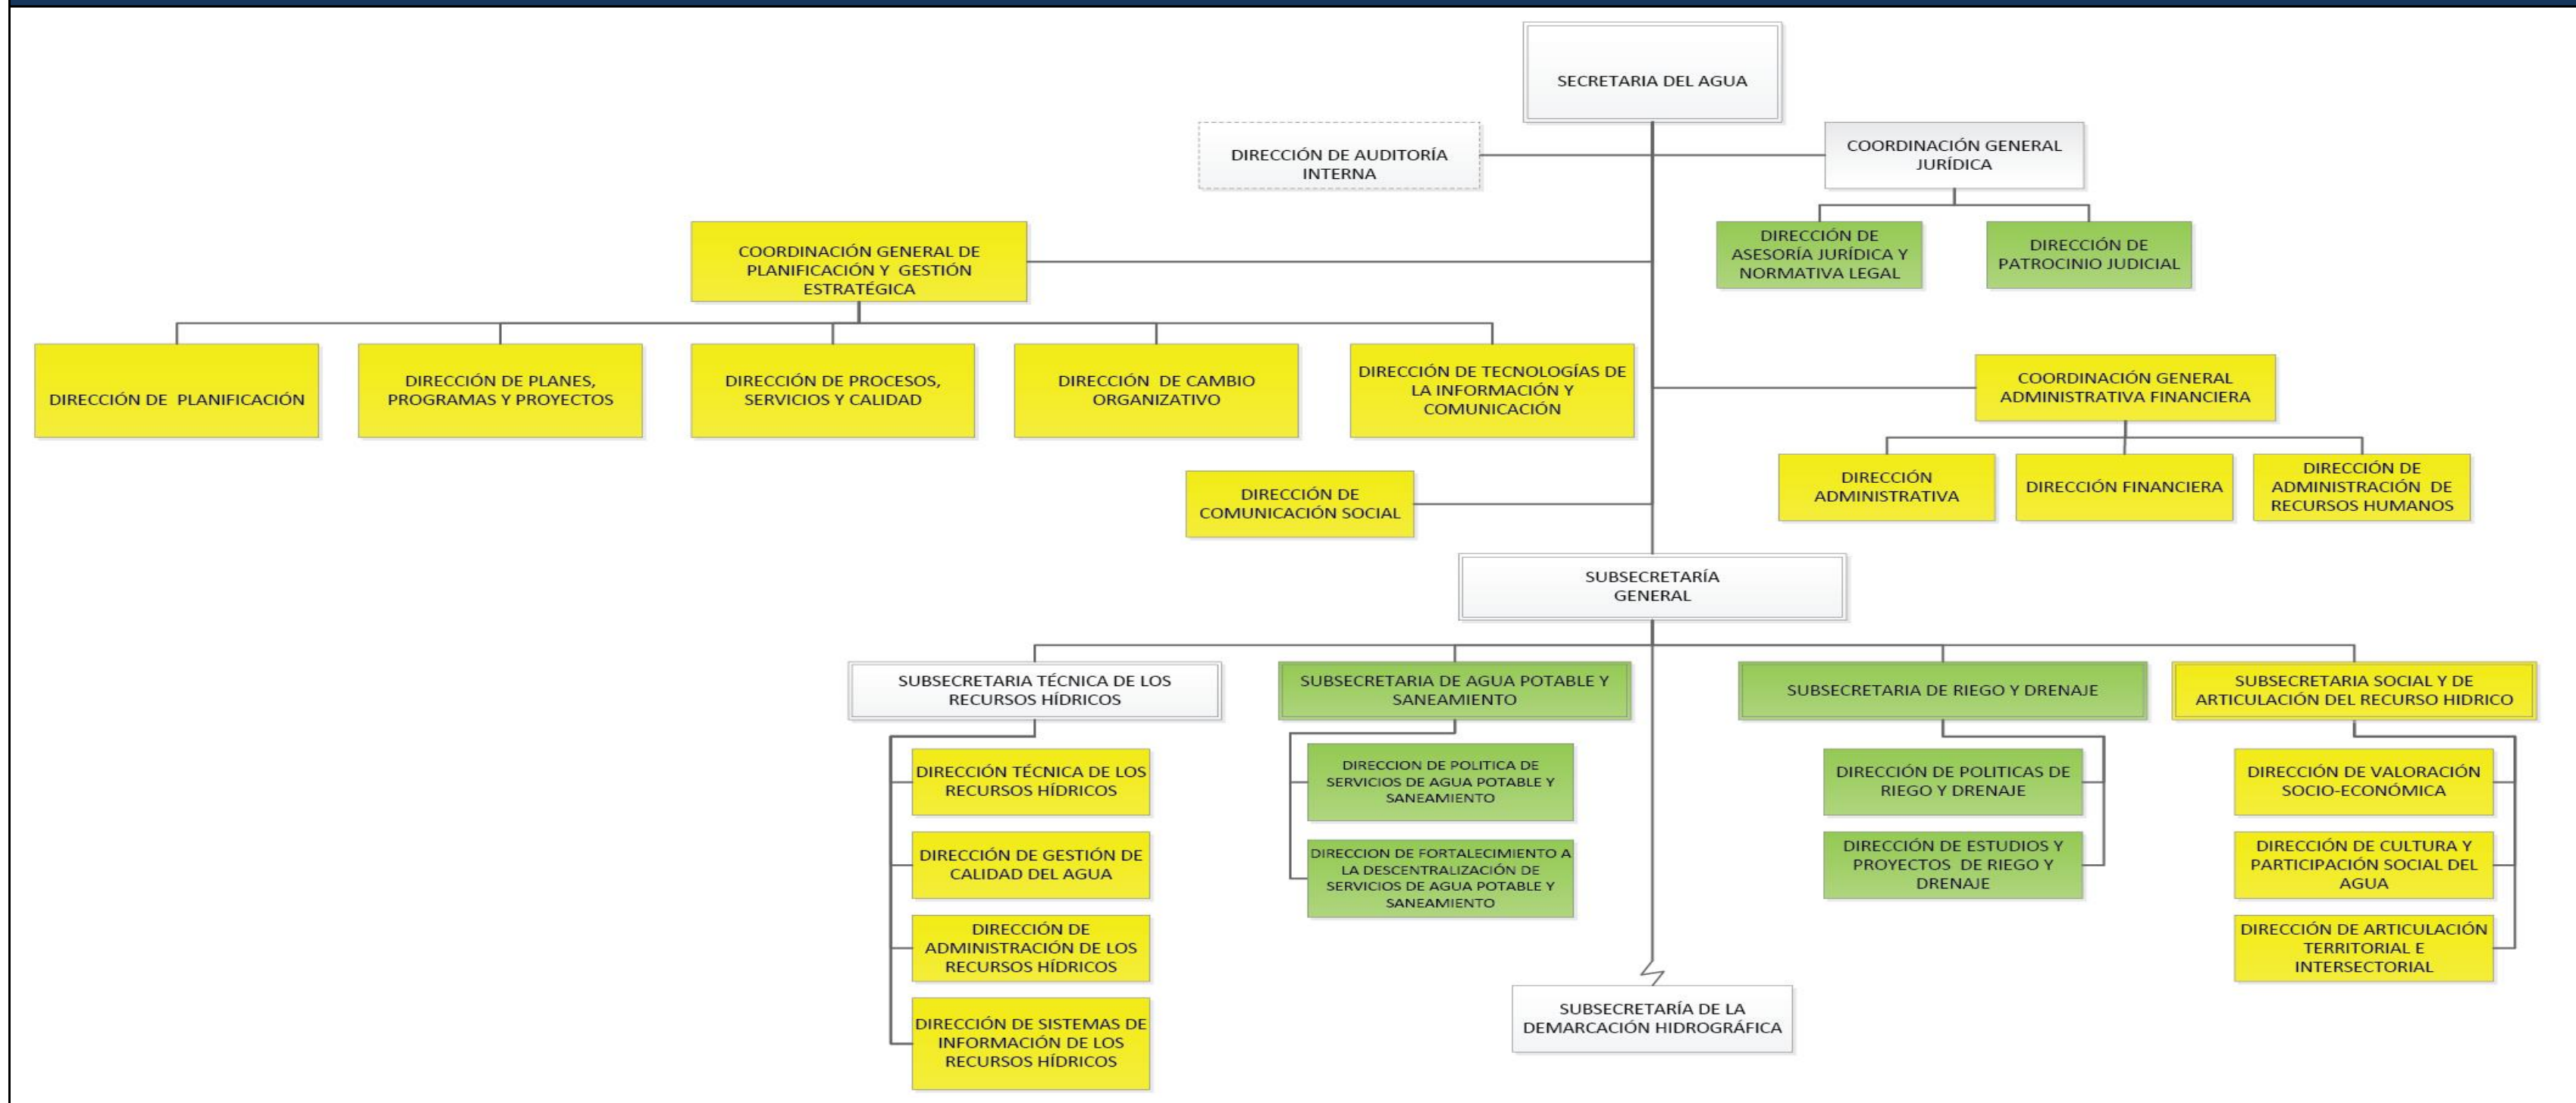 SECRETARIA DEL AGUA
DIRECCIÓN DE AUDITORÍA
INTERNA
COORDINACIÓN GENERAL
JURÍDICA
DIRECCIÓN DE
ASESORÍA JURÍDICA Y
NORMATIVA LEGAL
DIRECCIÓN DE
PATROCINIO JUDICIAL
COORDINACIÓN GENERAL DE
PLANIFICACIÓN Y GESTIÓN
ESTRATÉGICA
DIRECCIÓN DE PLANIFICACIÓN
DIRECCIÓN DE PLANES,
PROGRAMAS Y PROYECTOS
DIRECCIÓN DE PROCESOS,
SERVICIOS Y CALIDAD
DIRECCIÓN DE CAMBIO
ORGANIZATIVO
DIRECCIÓN DE TECNOLOGÍAS DE
LA INFORMACIÓN Y
COMUNICACIÓN
COORDINACIÓN GENERAL
ADMINISTRATIVA FINANCIERA
DIRECCIÓN
ADMINISTRATIVA
DIRECCIÓN FINANCIERA
DIRECCIÓN DE
ADMINISTRACIÓN DE
RECURSOS HUMANOS
DIRECCIÓN DE
COMUNICACIÓN SOCIAL
SUBSECRETARÍA
GENERAL
SUBSECRETARIA TÉCNICA DE LOS
RECURSOS HÍDRICOS
DIRECCIÓN TÉCNICA DE LOS
RECURSOS HÍDRICOS
DIRECCIÓN DE GESTIÓN DE
CALIDAD DEL AGUA
DIRECCIÓN DE
ADMINISTRACIÓN DE LOS
RECURSOS HÍDRICOS
DIRECCIÓN DE SISTEMAS DE
INFORMACIÓN DE LOS
RECURSOS HÍDRICOS
SUBSECRETARIA DE AGUA POTABLE Y
SANEAMIENTO
DIRECCION DE POLITICA DE
SERVICIOS DE AGUA POTABLE Y
SANEAMIENTO
DIRECCION DE FORTALECIMIENTO A
LA DESCENTRALIZACIÓN DE
SERVICIOS DE AGUA POTABLE Y
SANEAMIENTO
SUBSECRETARIA DE RIEGO Y DRENAJE
DIRECCIÓN DE POLITICAS DE
RIEGO Y DRENAJE
DIRECCIÓN DE ESTUDIOS Y
PROYECTOS DE RIEGO Y
DRENAJE
SUBSECRETARIA SOCIAL Y DE
ARTICULACIÓN DEL RECURSO HIDRICO
DIRECCIÓN DE VALORACIÓN
SOCIO-ECONÓMICA
DIRECCIÓN DE CULTURA Y
PARTICIPACIÓN SOCIAL DEL
AGUA
DIRECCIÓN DE ARTICULACIÓN
TERRITORIAL E
INTERSECTORIAL
SUBSECRETARÍA DE LA
DEMARCACIÓN HIDROGRÁFICA